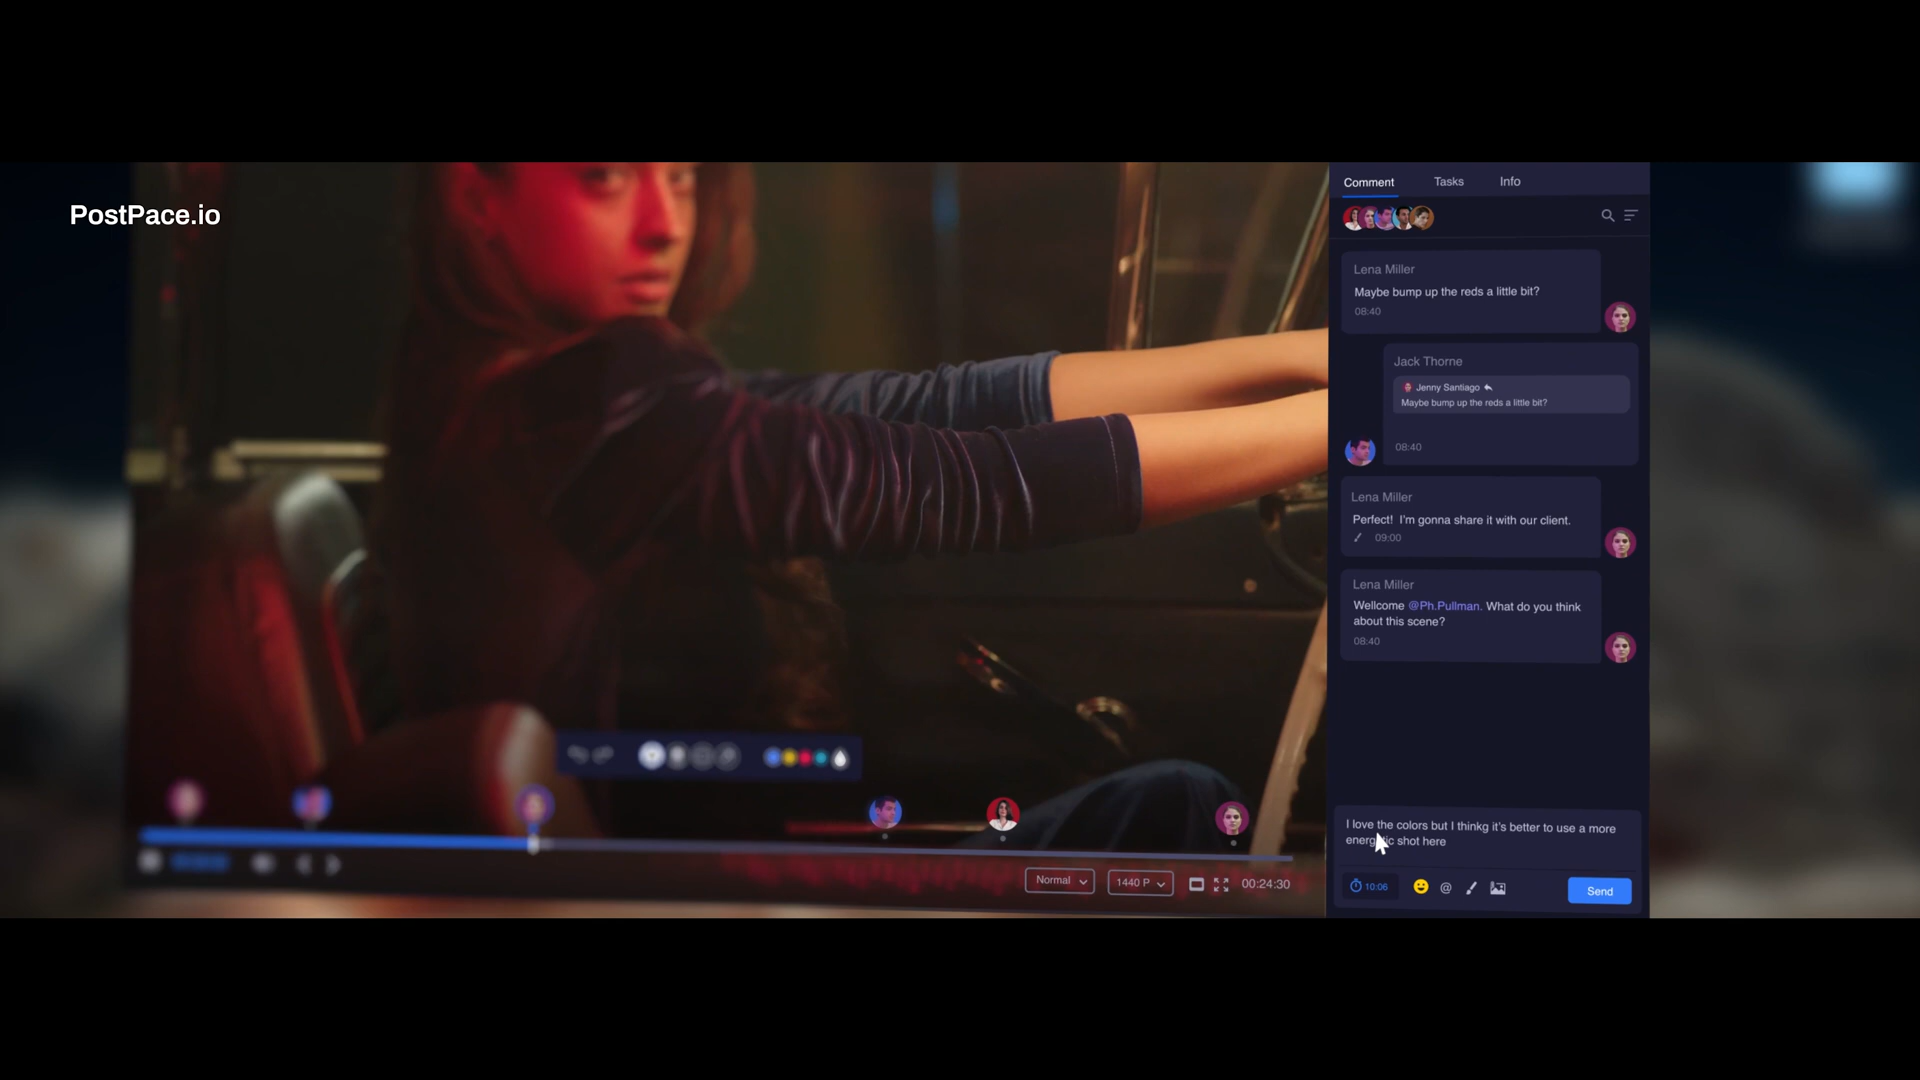 PostPace.io
Comment
Tasks
Info
Lena Miller
Maybe bump up the reds a little bit?
08:40
Jack Thorne
Jenny Santiago
Maybe bump up the reds a little bit?
08:40
Lena Miller
Perfect! I'm gonna share it with our client.
09:00
Lena Miller
Wellcome @Ph.Pullman. What do you think
about this scene?
08:40
I love the colors but I thinkg it's better to use a more
shot here
10:06
@
Send
Normal
1440 P
00:24:30